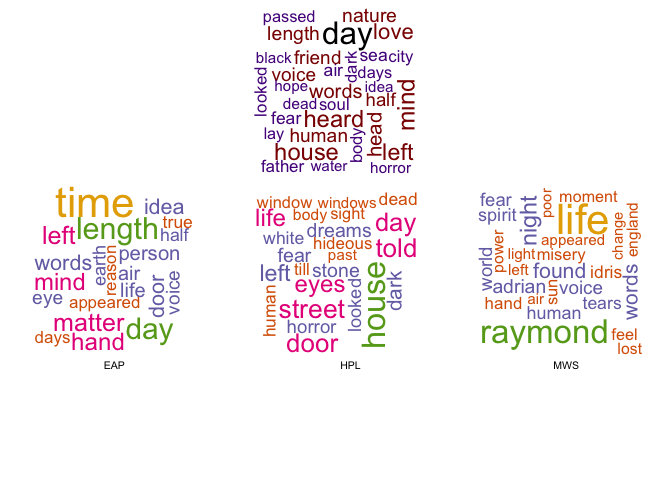 passed nature
length day love
black friend dark sea city
voice air days
looked hope words idea
dead soul half mind
fear heard
lay human body head
house left
father water horror
time idea
left length true
half
words earth reason person
mind air
eye life door voice
appeared
matter day
days hand
EAP
window windows dead
life body sight day
white dreams
hideous told
fear past
left till stone
eyes house dark
human street looked
horror
door
HPL
fear night poor moment
spirit life change england
appeared
world power light misery
left found idris words
adrian sun voice
hand air tears
human
raymond feel
lost
MWS